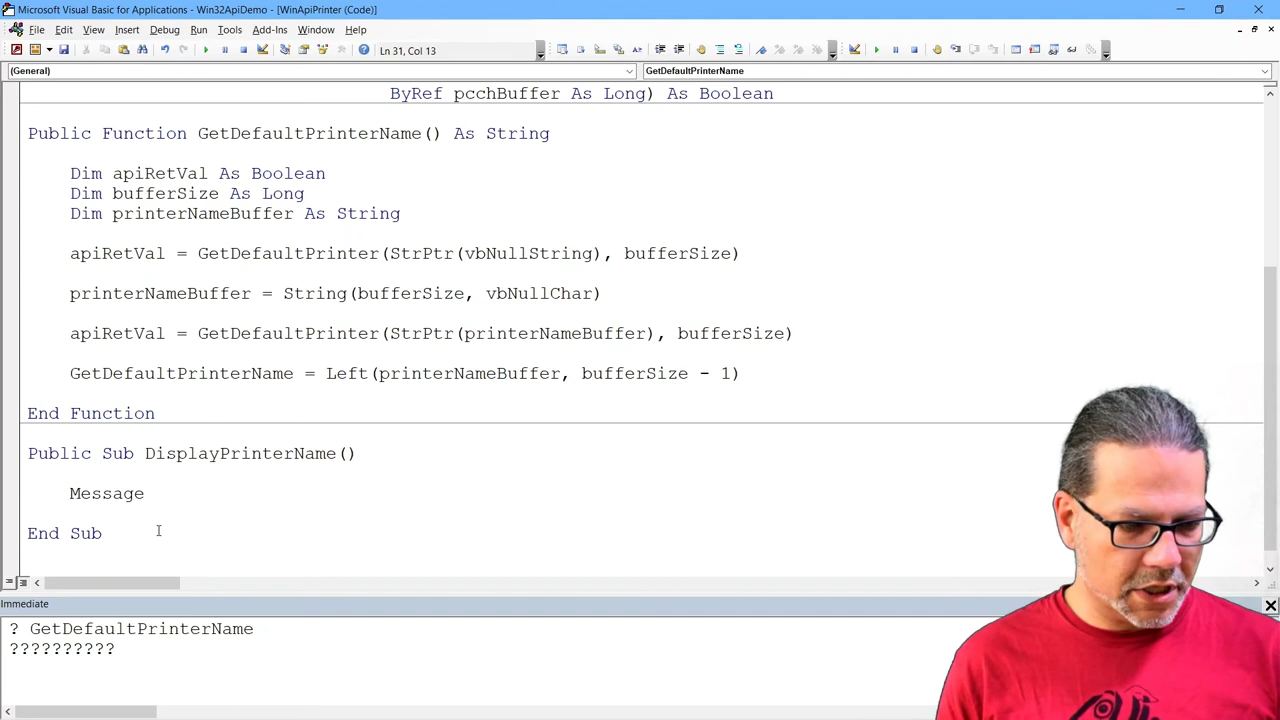 Microsoft Visual Basic for Applications - Win32ApiDemo - [WinApiPrinter (Code)]
File Edit View Insert Debug Run Tools Add-Ins Window Help
Ln 31, Col 13
(General) GetDefaultPrinterName
ByRef pcchBuffer As Long) As Boolean
Public Function GetDefaultPrinterName() As String
Dim apiRetVal As Boolean
Dim bufferSize As Long
Dim printerNameBuffer As String
apiRetVal = GetDefaultPrinter(StrPtr(vbNullString), bufferSize)
printerNameBuffer = String(bufferSize, vbNullChar)
apiRetVal = GetDefaultPrinter(StrPtr(printerNameBuffer), bufferSize)
GetDefaultPrinterName = Left(printerNameBuffer, bufferSize - 1)
End Function
Public Sub DisplayPrinterName()
Message
End Sub
Immediate
? GetDefaultPrinterName
??????????